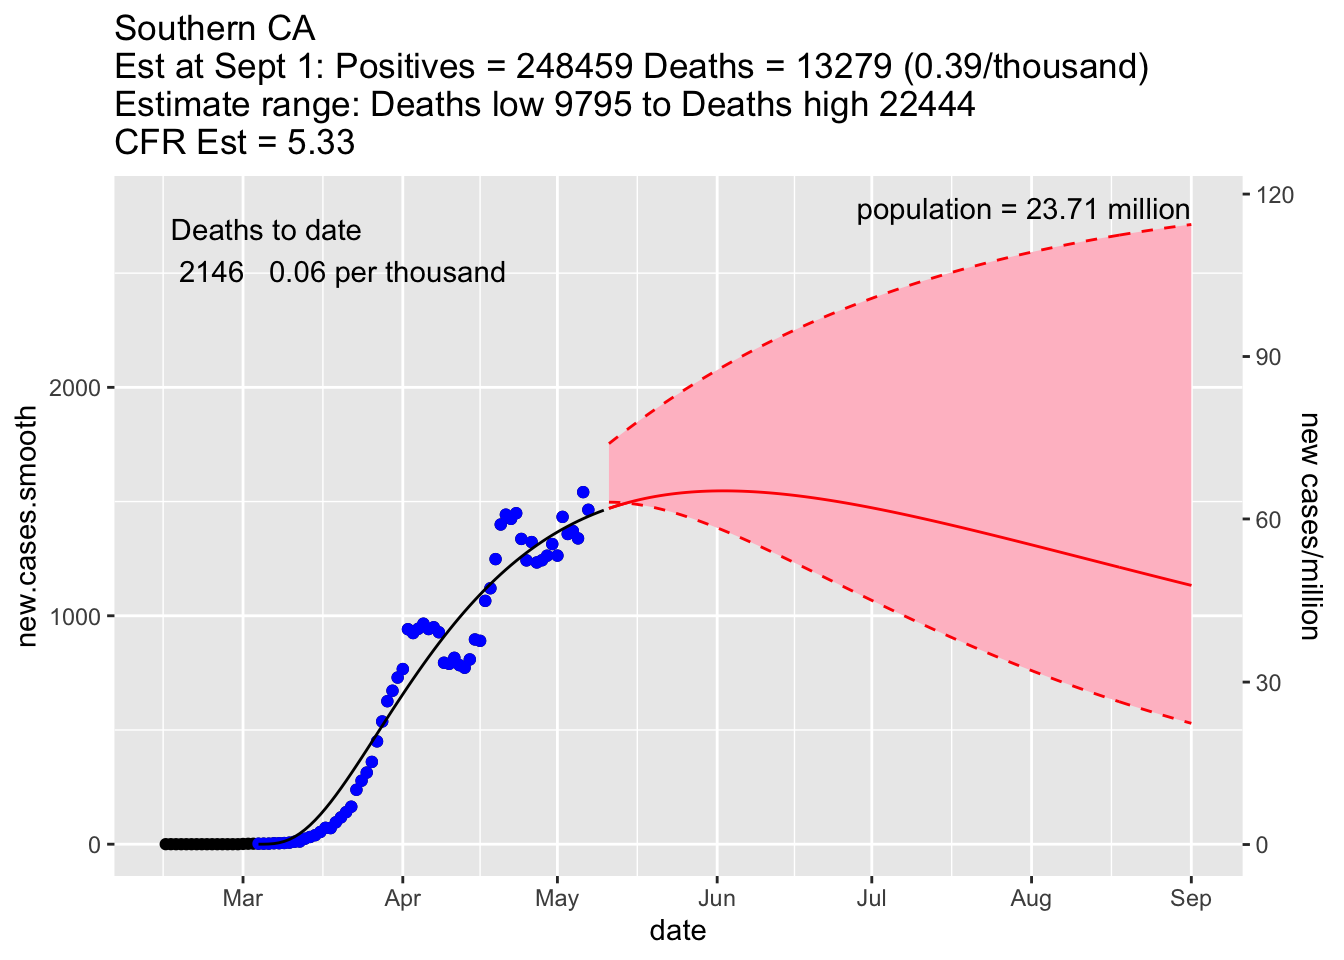 Southern CA
Est at Sept 1: Positives = 248459 Deaths = 13279 (0.39/thousand)
Estimate range: Deaths low 9795 to Deaths high 22444
CFR Est = 5.33
population = 23.71 million
Deaths to date
2146 0.06 per thousand
new.cases.smooth
2000
1000
0
120
90
60
30
0
new cases/million
Mar Apr May Jun Jul Aug Sep
date